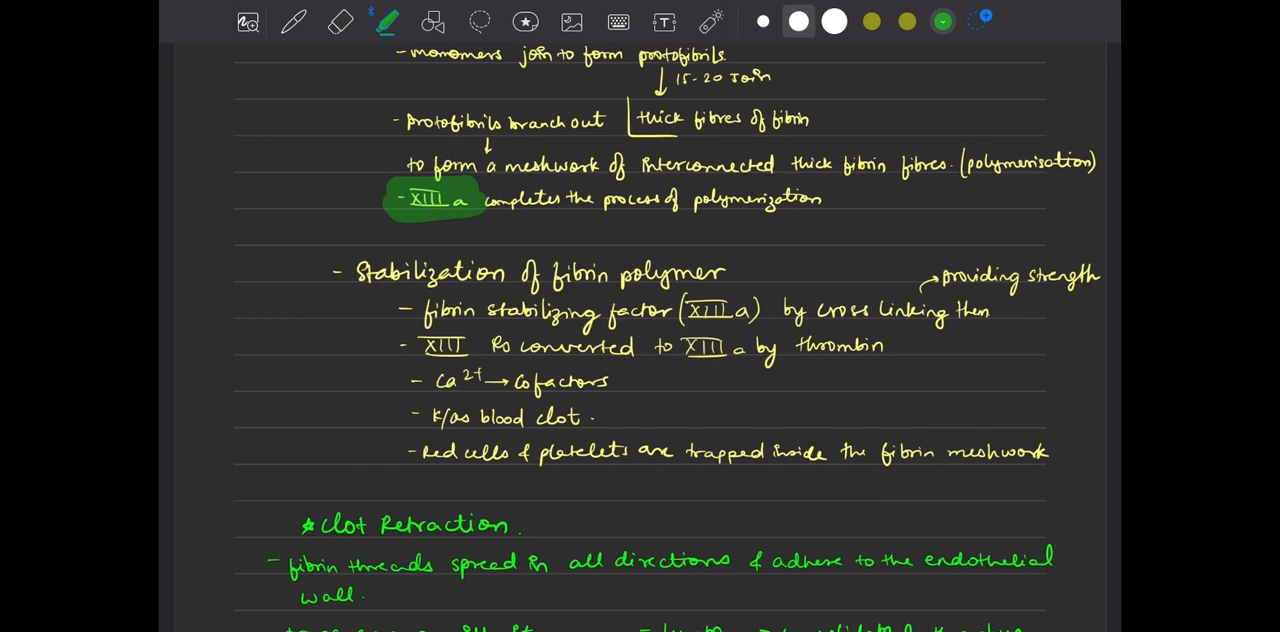 - monomers join to form protofibrils.
↓ 15-20 Join
- Protofibrils branch out thick fibres of fibrin
↓
to form a meshwork of interconnected thick fibrin fibres. (polymerisation)
- XIII a completes the process of polymerization
- Stabilization of fibrin polymer
→ providing strength
- fibrin stabilizing factor (XIII a) by cross linking them
- XIII is converted to XIII a by thrombin
- Ca2+ → Cofactors
- K/as blood clot.
- Red cells & platelets are trapped inside the fibrin meshwork
* Clot Retraction.
- fibrin threads spread in all directions & adhere to the endothelial
wall.